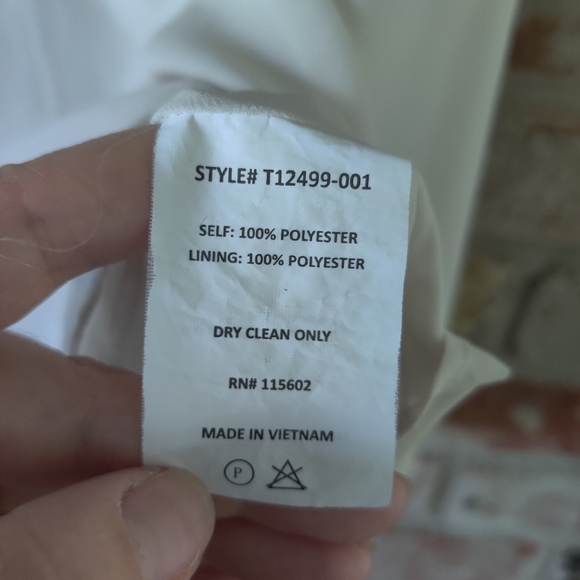 STYLE# T12499-001
SELF: 100% POLYESTER
LINING: 100% POLYESTER
DRY CLEAN ONLY
RN# 115602
MADE IN VIETNAM
P